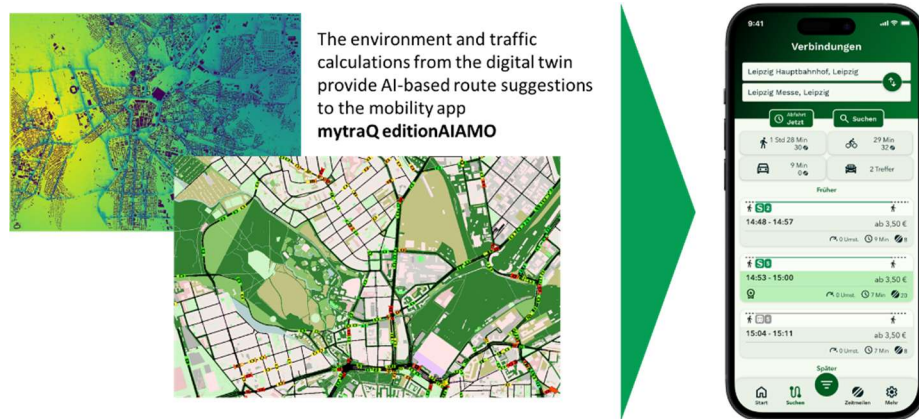 The environment and traffic
calculations from the digital twin
provide AI-based route suggestions
to the mobility app
mytraQ editionAIAMO
9:41
Verbindungen
Leipzig Hauptbahnhof, Leipzig
Leipzig Messe, Leipzig
Abfahrt
Jetzt
Suchen
1 Std 28 Min
30
29 Min
32
9 Min
0
2 Treffer
Früher
14:48 - 14:57
ab 3,50 €
0 Umst. 9 Min 8
14:53 - 15:00
ab 3,50 €
0 Umst. 7 Min 23
15:04 - 15:11
ab 3,50 €
0 Umst. 7 Min 8
Später
Start Suchen Zeitmeilen Mehr